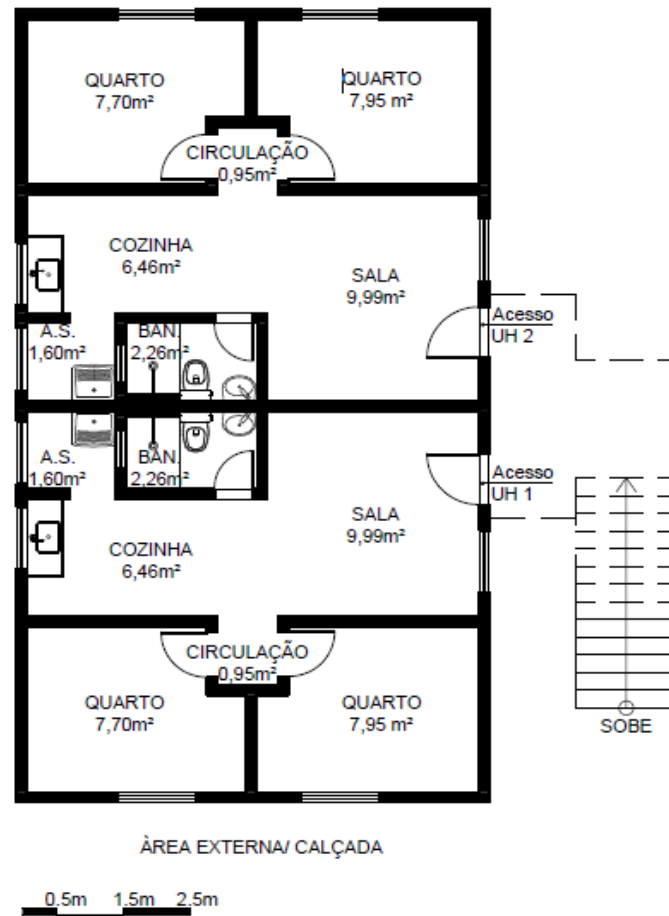 QUARTO
7,70m²
QUARTO
7,95 m²
CIRCULAÇÃO
0,95m²
COZINHA
6,46m²
SALA
9,99m²
A.S.
1,60m²
BAN.
2,26m²
Acesso
UH 2
A.S.
1,60m²
BAN.
2,26m²
Acesso
UH 1
SALA
9,99m²
COZINHA
6,46m²
CIRCULAÇÃO
0,95m²
QUARTO
7,70m²
QUARTO
7,95 m²
SOBE
ÀREA EXTERNA/ CALÇADA
0.5m 1.5m 2.5m